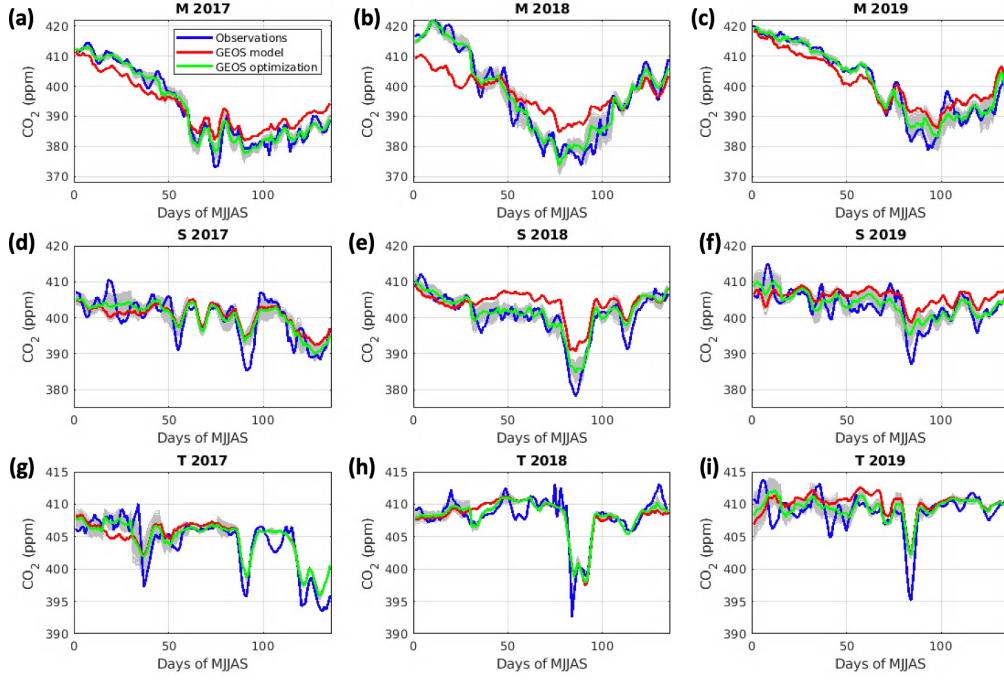 (a) M 2017
(b) M 2018
(c) M 2019
Observations
GEOS model
GEOS optimization
CO2 (ppm)
420
410
400
390
380
370
0 50 100
Days of MJJAS
CO2 (ppm)
420
410
400
390
380
370
0 50 100
Days of MJJAS
CO2 (ppm)
420
410
400
390
380
370
0 50 100
Days of MJJAS
(d) S 2017
(e) S 2018
(f) S 2019
CO2 (ppm)
420
410
400
390
380
0 50 100
Days of MJJAS
CO2 (ppm)
420
410
400
390
380
0 50 100
Days of MJJAS
CO2 (ppm)
420
410
400
390
380
0 50 100
Days of MJJAS
(g) T 2017
(h) T 2018
(i) T 2019
CO2 (ppm)
415
410
405
400
395
390
0 50 100
Days of MJJAS
CO2 (ppm)
415
410
405
400
395
390
0 50 100
Days of MJJAS
CO2 (ppm)
415
410
405
400
395
390
0 50 100
Days of MJJAS